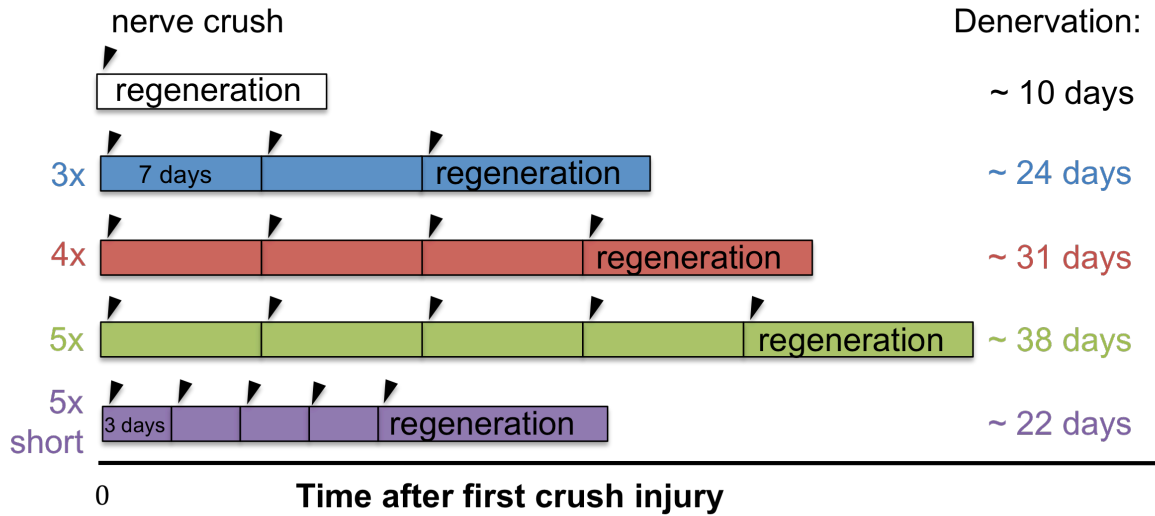 nerve crush
Denervation:
regeneration
~ 10 days
3x
7 days
regeneration
~ 24 days
4x
regeneration
~ 31 days
5x
regeneration
~ 38 days
5x
short
3 days
regeneration
~ 22 days
0
Time after first crush injury